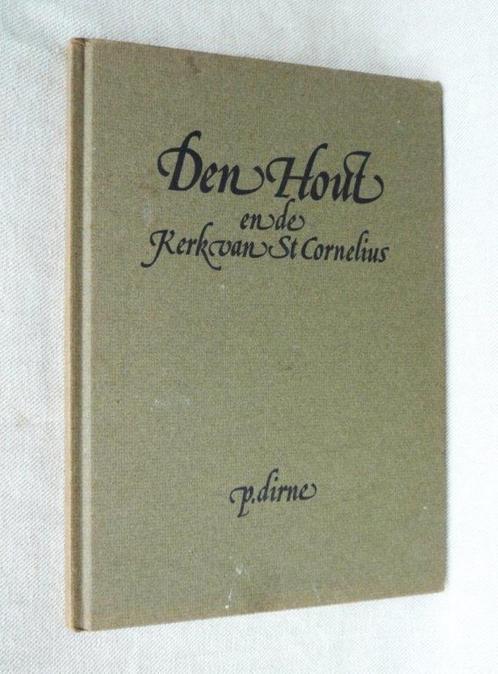 Den Hout
en de
Kerk van St Cornelius
p. dirne